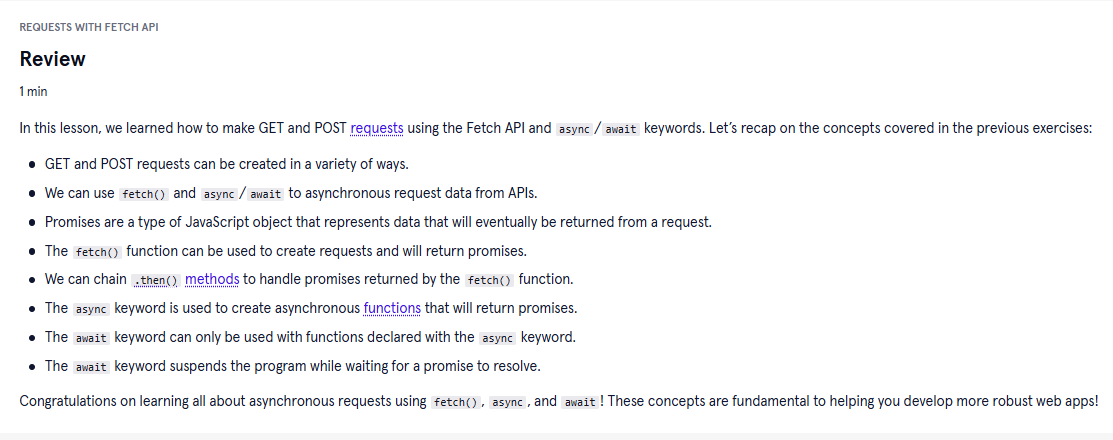 REQUESTS WITH FETCH API
Review
1 min
In this lesson, we learned how to make GET and POST requests using the Fetch API and async/await keywords. Let’s recap on the concepts covered in the previous exercises:
● GET and POST requests can be created in a variety of ways.
● We can use fetch() and async/await to asynchronous request data from APIs.
● Promises are a type of JavaScript object that represents data that will eventually be returned from a request.
● The fetch() function can be used to create requests and will return promises.
● We can chain .then() methods to handle promises returned by the fetch() function.
● The async keyword is used to create asynchronous functions that will return promises.
● The await keyword can only be used with functions declared with the async keyword.
● The await keyword suspends the program while waiting for a promise to resolve.
Congratulations on learning all about asynchronous requests using fetch(), async, and await! These concepts are fundamental to helping you develop more robust web apps!